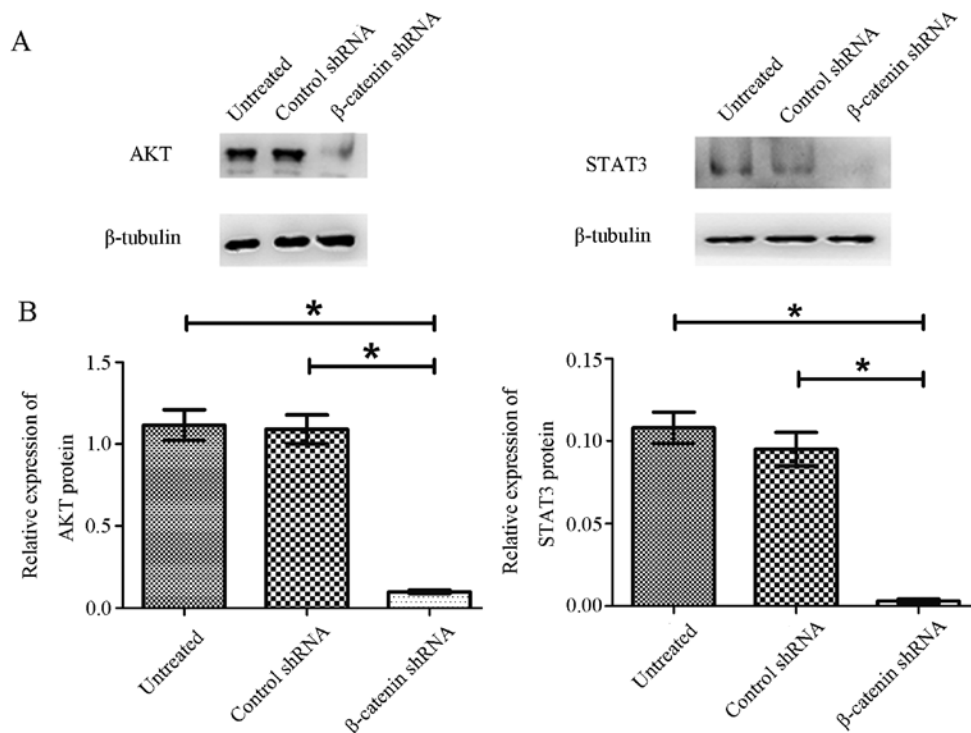 A
Untreated
Control shRNA
β-catenin shRNA
AKT
β-tubulin
Untreated
Control shRNA
β-catenin shRNA
STAT3
β-tubulin
B
*
*
Relative expression of
AKT protein
1.5
1.0
0.5
0.0
Untreated
Control shRNA
β-catenin shRNA
*
*
Relative expression of
STAT3 protein
0.15
0.10
0.05
0.00
Untreated
Control shRNA
β-catenin shRNA